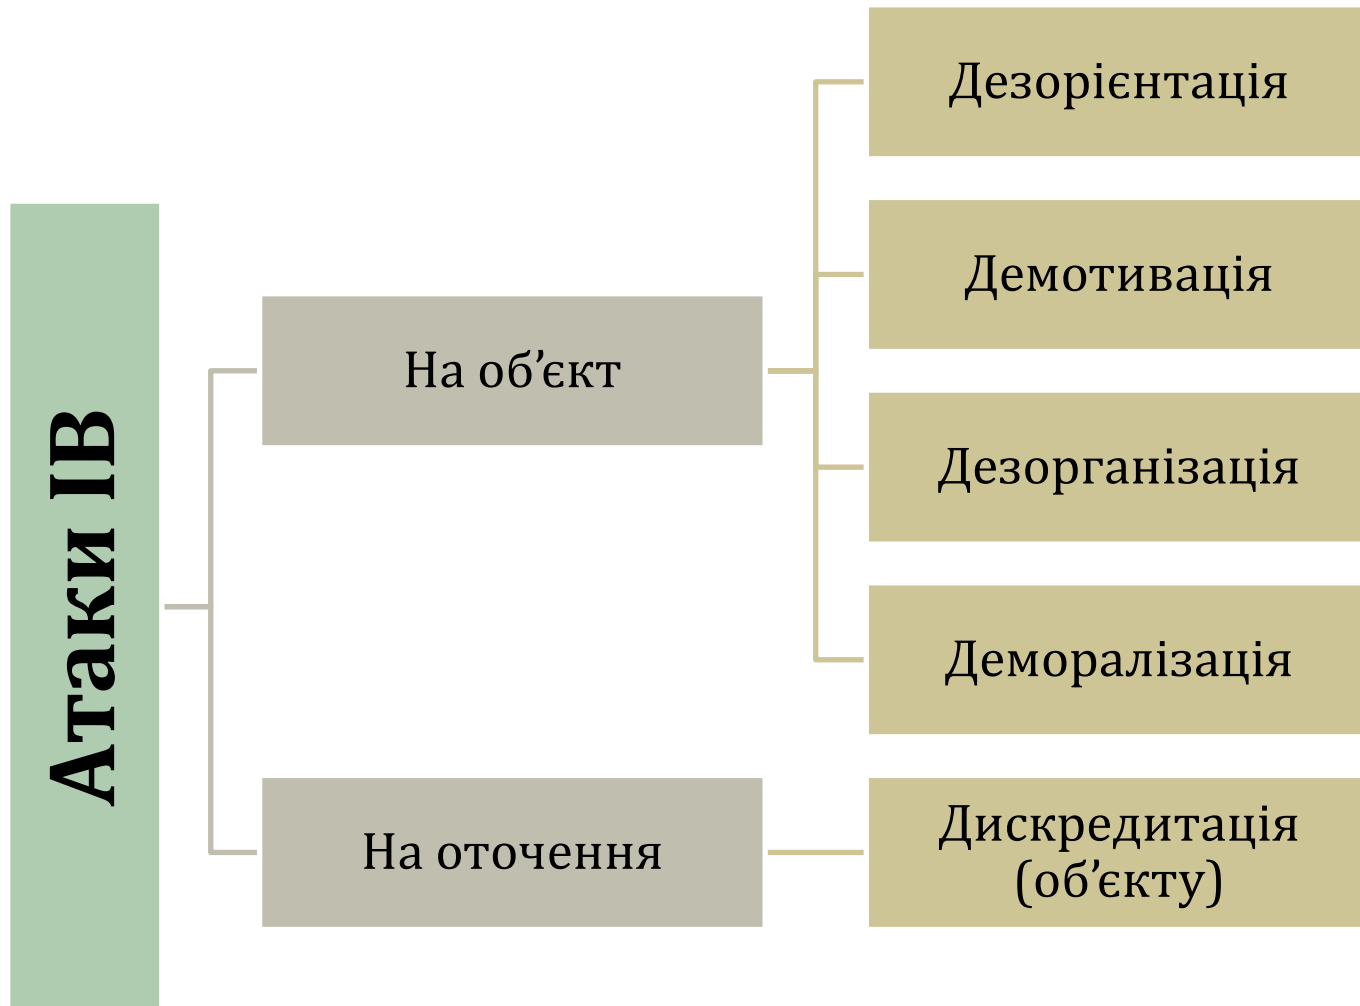 Атаки ІВ
На об’єкт
Дезорієнтація
Демотивація
Дезорганізація
Деморалізація
На оточення
Дискредитація
(об’єкту)